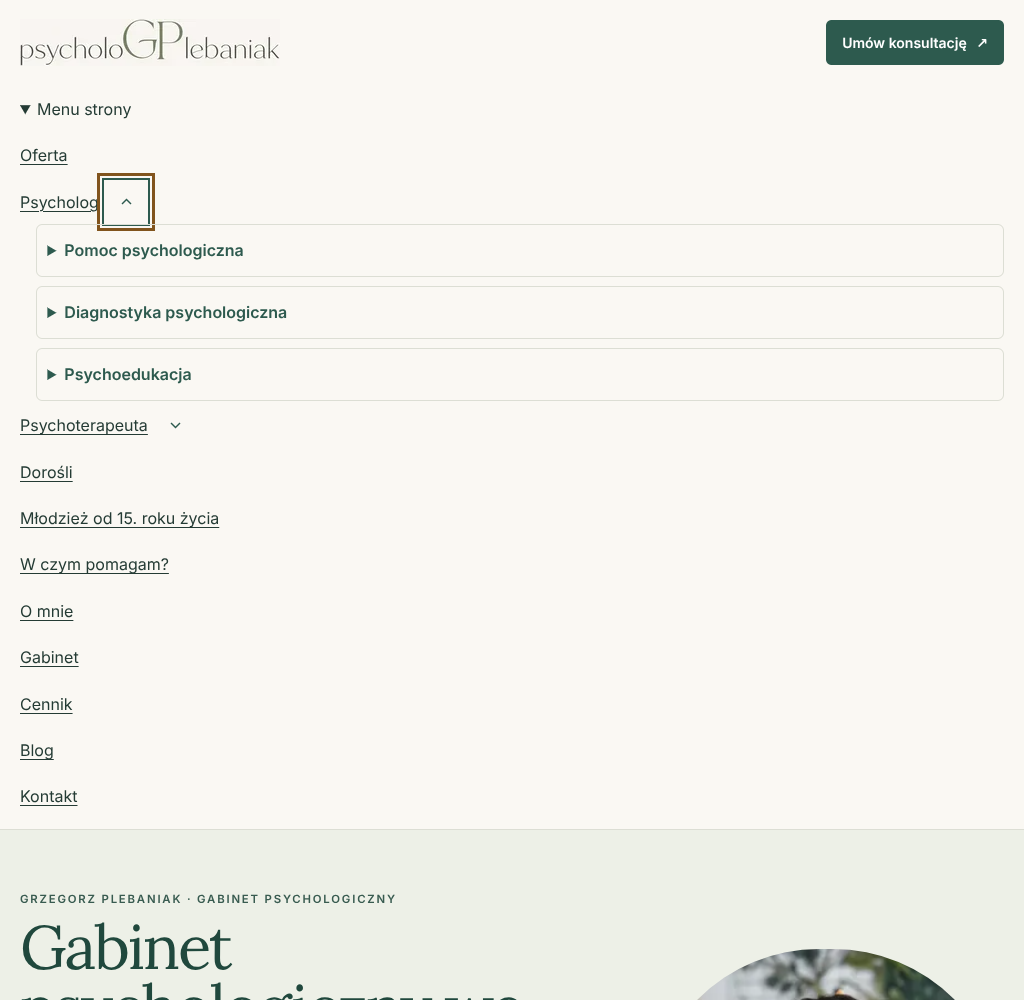 psycholoGPlebaniak
Umów konsultację ↗
▼ Menu strony
Oferta
Psycholog
▶ Pomoc psychologiczna
▶ Diagnostyka psychologiczna
▶ Psychoedukacja
Psychoterapeuta
Dorośli
Młodzież od 15. roku życia
W czym pomagam?
O mnie
Gabinet
Cennik
Blog
Kontakt
GRZEGORZ PLEBANIAK · GABINET PSYCHOLOGICZNY
Gabinet